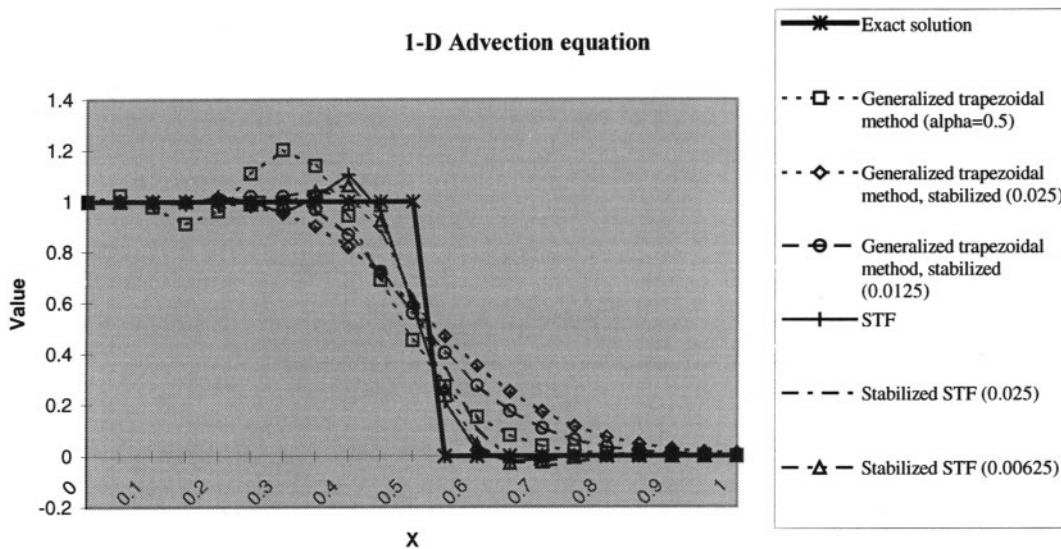 1-D Advection equation
1.4
1.2
1
0.8
0.6
0.4
0.2
0
-0.2
Value
0
0.1
0.2
0.3
0.4
0.5
0.6
0.7
0.8
0.9
1
X
Exact solution
Generalized trapezoidal
method (alpha=0.5)
Generalized trapezoidal
method, stabilized (0.025)
Generalized trapezoidal
method, stabilized
(0.0125)
STF
Stabilized STF (0.025)
Stabilized STF (0.00625)